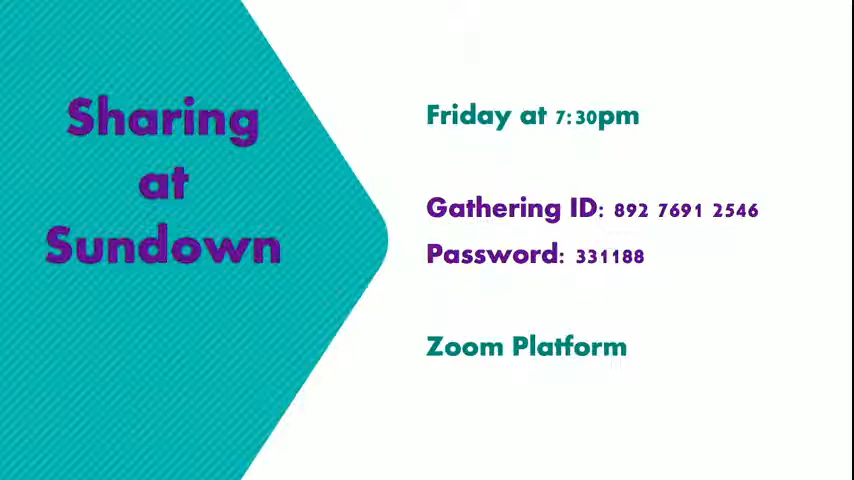 Sharing
at
Sundown
Friday at 7:30pm
Gathering ID: 892 7691 2546
Password: 331188
Zoom Platform